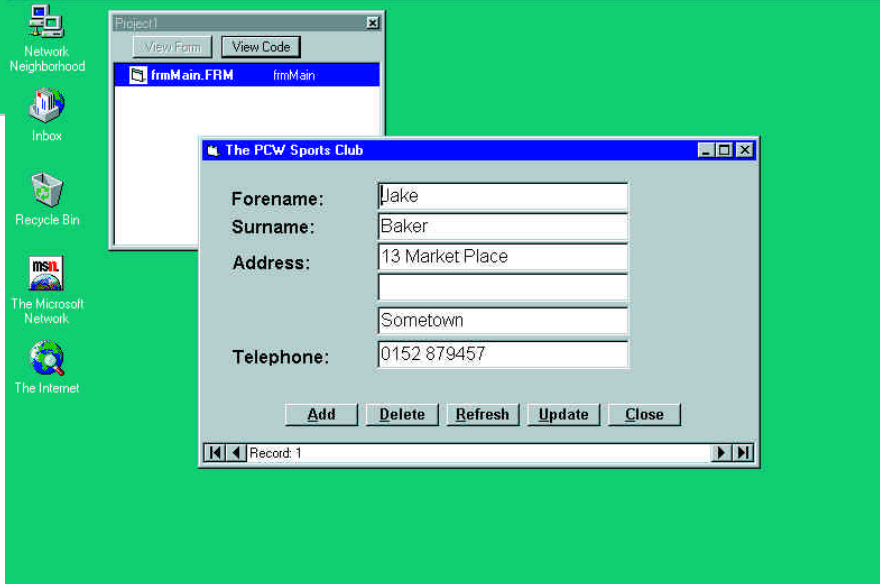 Network
Neighborhood
Inbox
Recycle Bin
msn.
The Microsoft
Network
The Internet
Project1
View Form View Code
frmMain.FRM frmMain
The PCW Sports Club
Forename: Jake
Surname: Baker
Address: 13 Market Place
Sometown
Telephone: 0152 879457
Add Delete Refresh Update Close
Record: 1